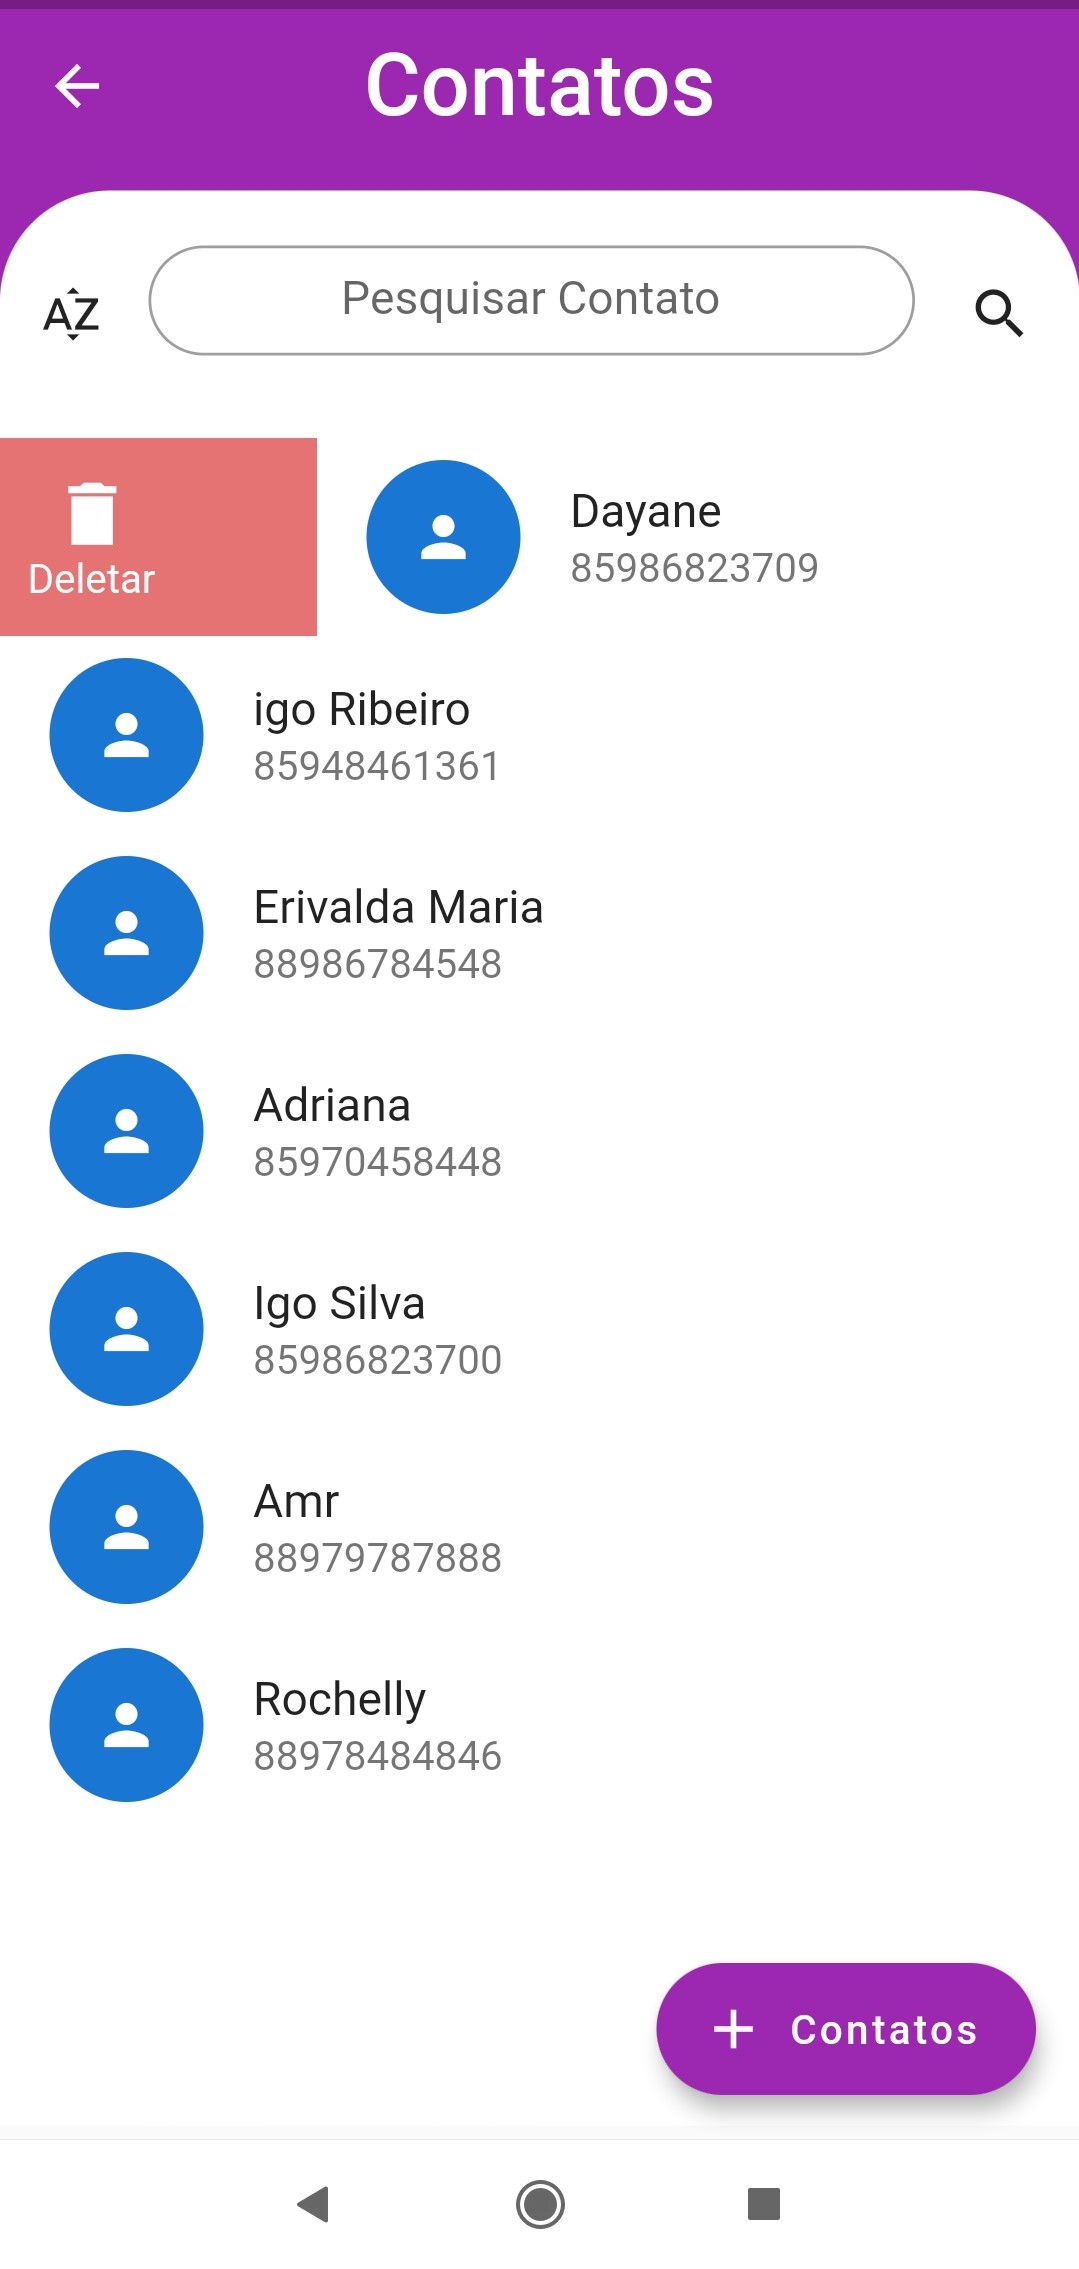 Contatos
AZ
Pesquisar Contato
Deletar
Dayane
85986823709
igo Ribeiro
85948461361
Erivalda Maria
88986784548
Adriana
85970458448
Igo Silva
85986823700
Amr
88979787888
Rochelly
88978484846
Contatos